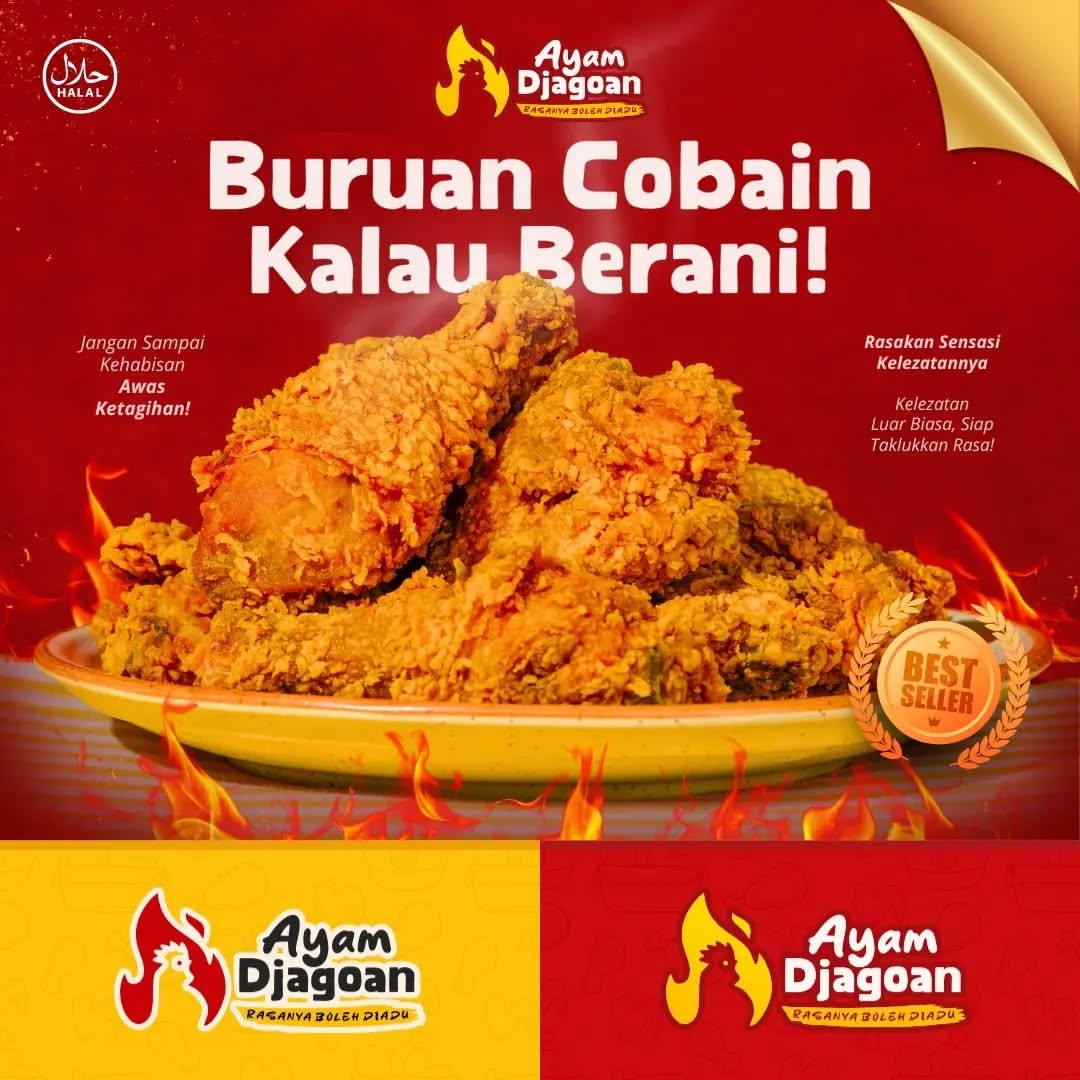 حلال
HALAL
Ayam
Djagoan
RASANYA BOLEH DIADU
Buruan Cobain
Kalau Berani!
Jangan Sampai
Kehabisan
Awas
Ketagihan!
Rasakan Sensasi
Kelezatannya
Kelezatan
Luar Biasa, Siap
Taklukkan Rasa!
BEST
SELLER
Ayam
Djagoan
RASANYA BOLEH DIADU
Ayam
Djagoan
RASANYA BOLEH DIADU